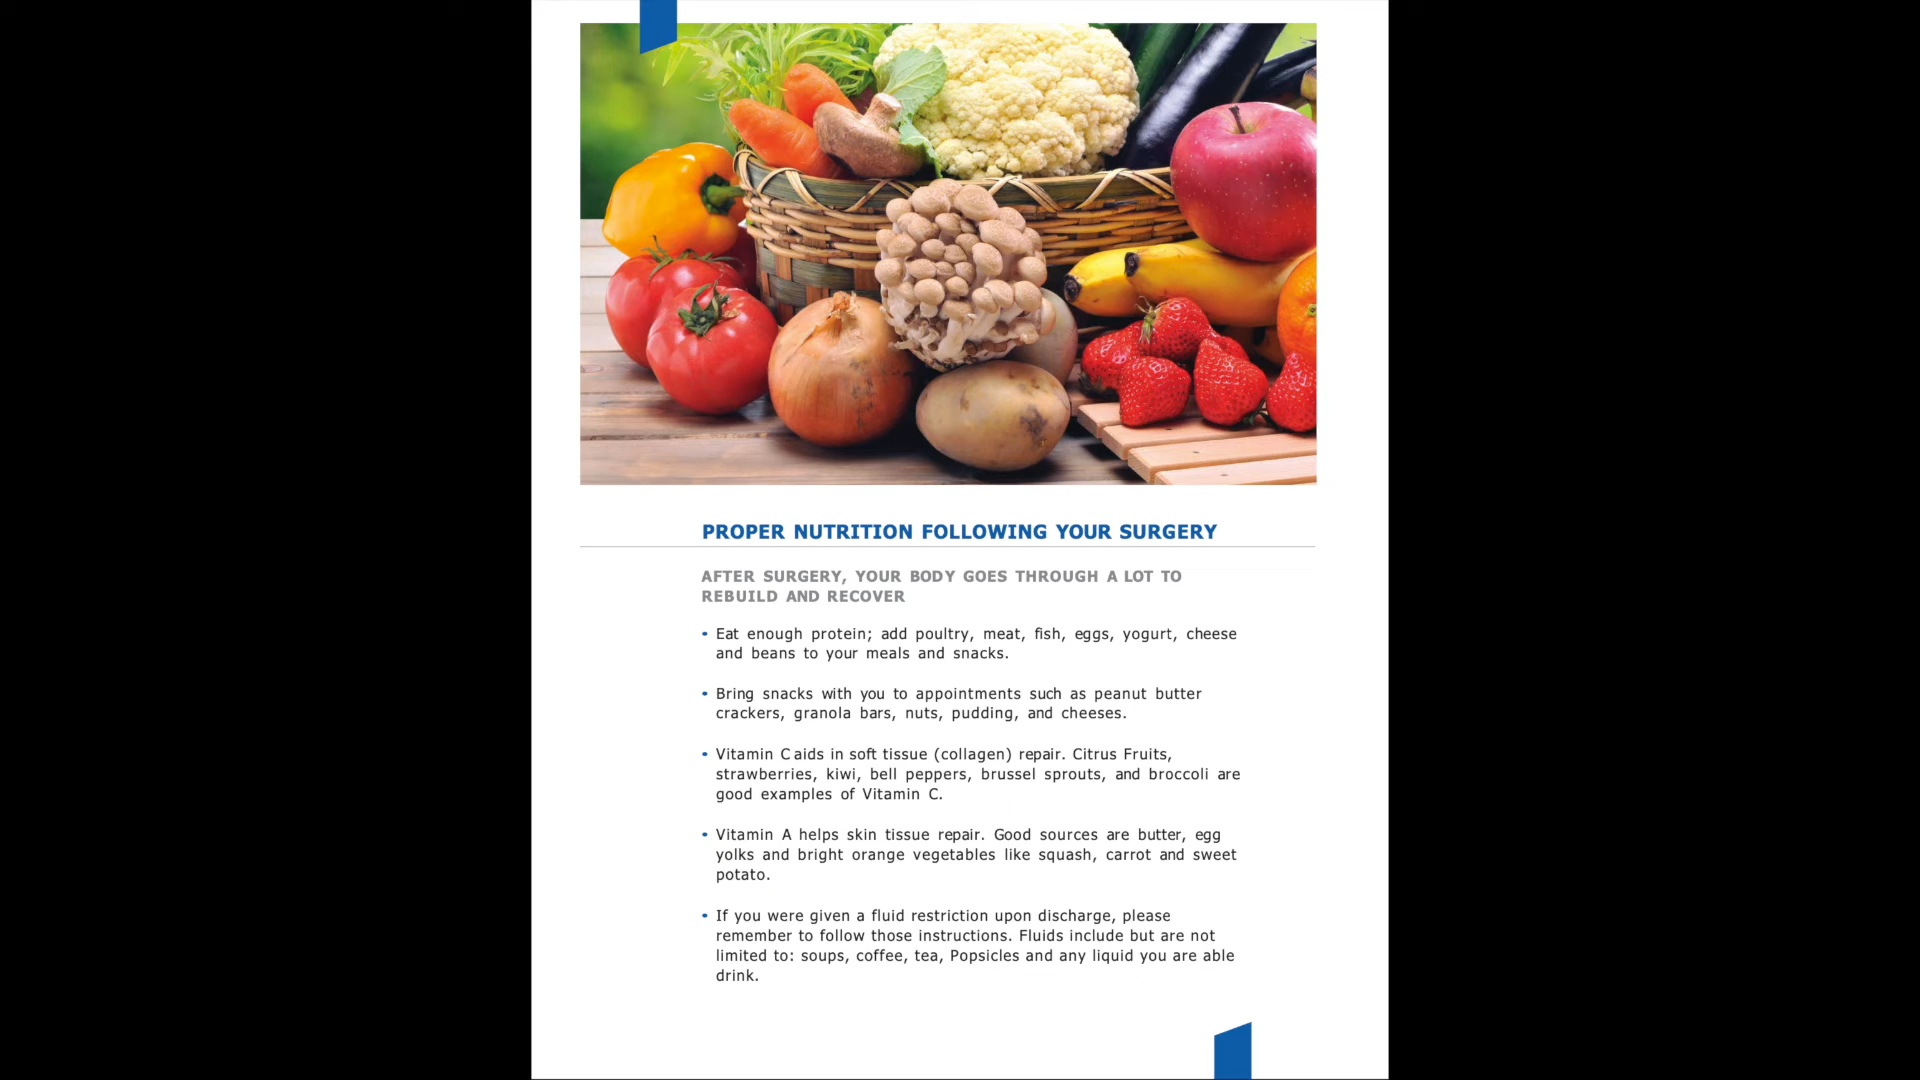 PROPER NUTRITION FOLLOWING YOUR SURGERY
AFTER SURGERY, YOUR BODY GOES THROUGH A LOT TO
REBUILD AND RECOVER
• Eat enough protein; add poultry, meat, fish, eggs, yogurt, cheese
and beans to your meals and snacks.
• Bring snacks with you to appointments such as peanut butter
crackers, granola bars, nuts, pudding, and cheeses.
• Vitamin C aids in soft tissue (collagen) repair. Citrus Fruits,
strawberries, kiwi, bell peppers, brussel sprouts, and broccoli are
good examples of Vitamin C.
• Vitamin A helps skin tissue repair. Good sources are butter, egg
yolks and bright orange vegetables like squash, carrot and sweet
potato.
• If you were given a fluid restriction upon discharge, please
remember to follow those instructions. Fluids include but are not
limited to: soups, coffee, tea, Popsicles and any liquid you are able
drink.